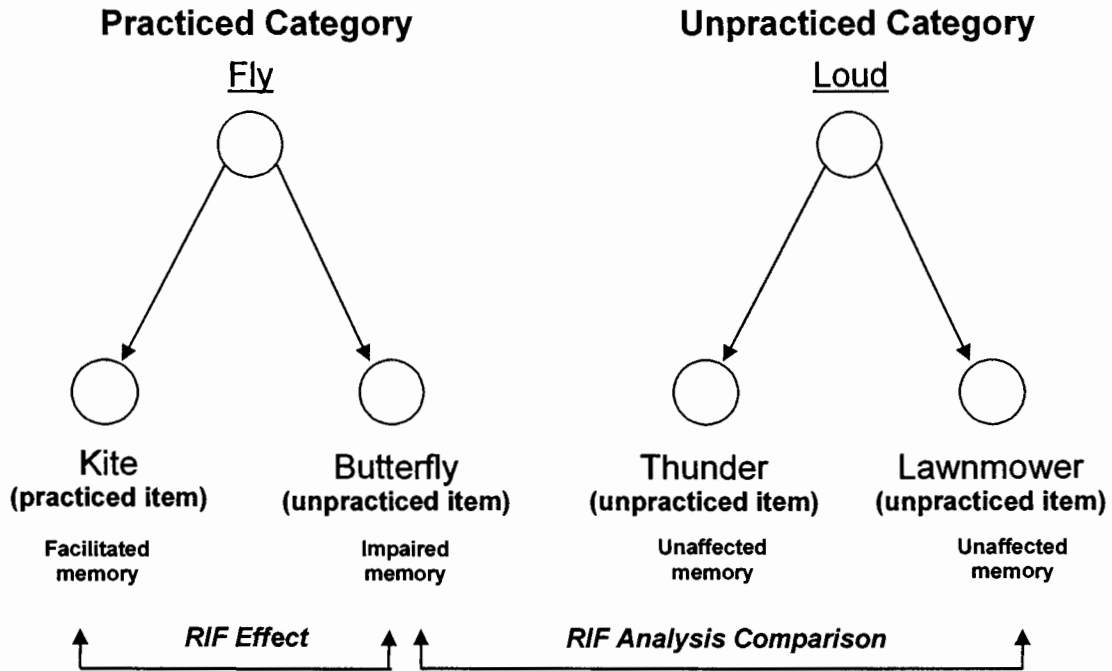 Practiced Category
Unpracticed Category
Fly
Loud
Kite
(practiced item)
Butterfly
(unpracticed item)
Thunder
(unpracticed item)
Lawnmower
(unpracticed item)
Facilitated
memory
Impaired
memory
Unaffected
memory
Unaffected
memory
RIF Effect
RIF Analysis Comparison